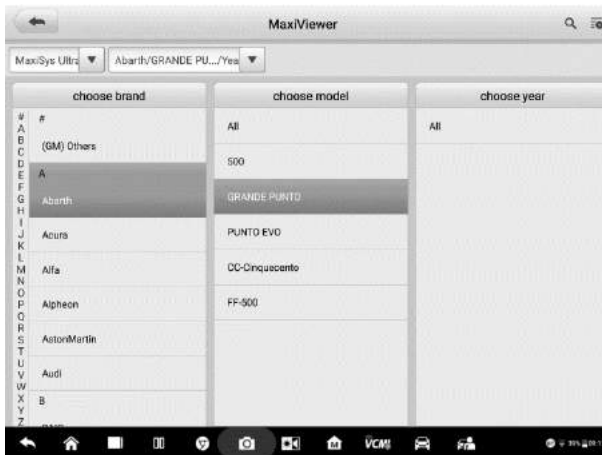 MaxiViewer
MaxiSys Ultra
Abarth/GRANDE PU.../Yea
choose brand
choose model
choose year
#
A
B
C
D
E
F
G
H
I
J
K
L
M
N
O
P
Q
R
S
T
U
V
W
X
Y
Z
#
(GM) Others
A
Abarth
Acura
Alfa
Alpheon
AstonMartin
Audi
B
All
500
GRANDE PUNTO
PUNTO EVO
CC-Cinquecento
FF-500
All
VCMI